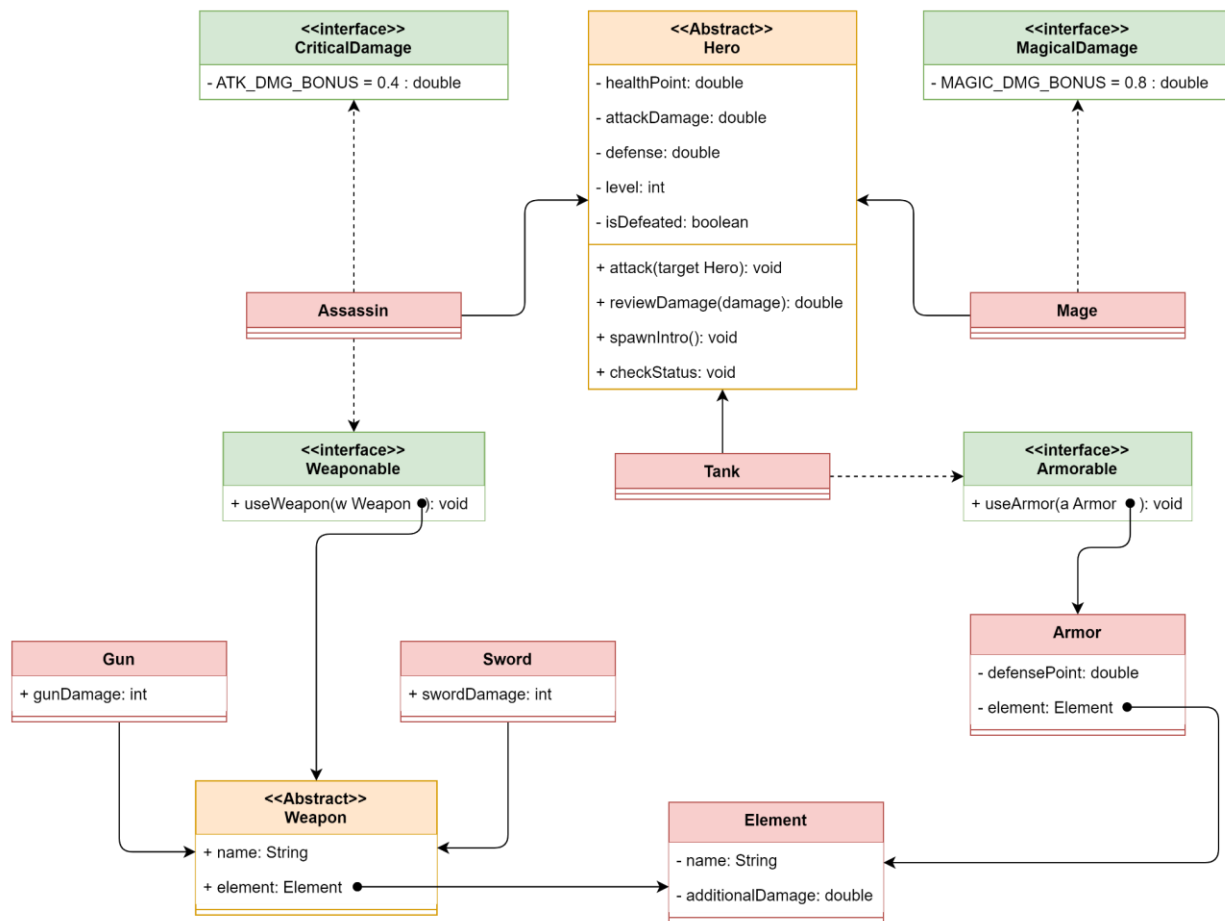 <<interface>>
CriticalDamage
- ATK_DMG_BONUS = 0.4 : double
<<Abstract>>
Hero
- healthPoint: double
- attackDamage: double
- defense: double
- level: int
- isDefeated: boolean
+ attack(target Hero): void
+ reviewDamage(damage): double
+ spawnIntro(): void
+ checkStatus: void
<<interface>>
MagicalDamage
- MAGIC_DMG_BONUS = 0.8 : double
Assassin
Mage
<<interface>>
Weaponable
+ useWeapon(w Weapon ): void
Tank
<<interface>>
Armorable
+ useArmor(a Armor ): void
Gun
+ gunDamage: int
Sword
+ swordDamage: int
Armor
- defensePoint: double
- element: Element
<<Abstract>>
Weapon
+ name: String
+ element: Element
Element
- name: String
- additionalDamage: double